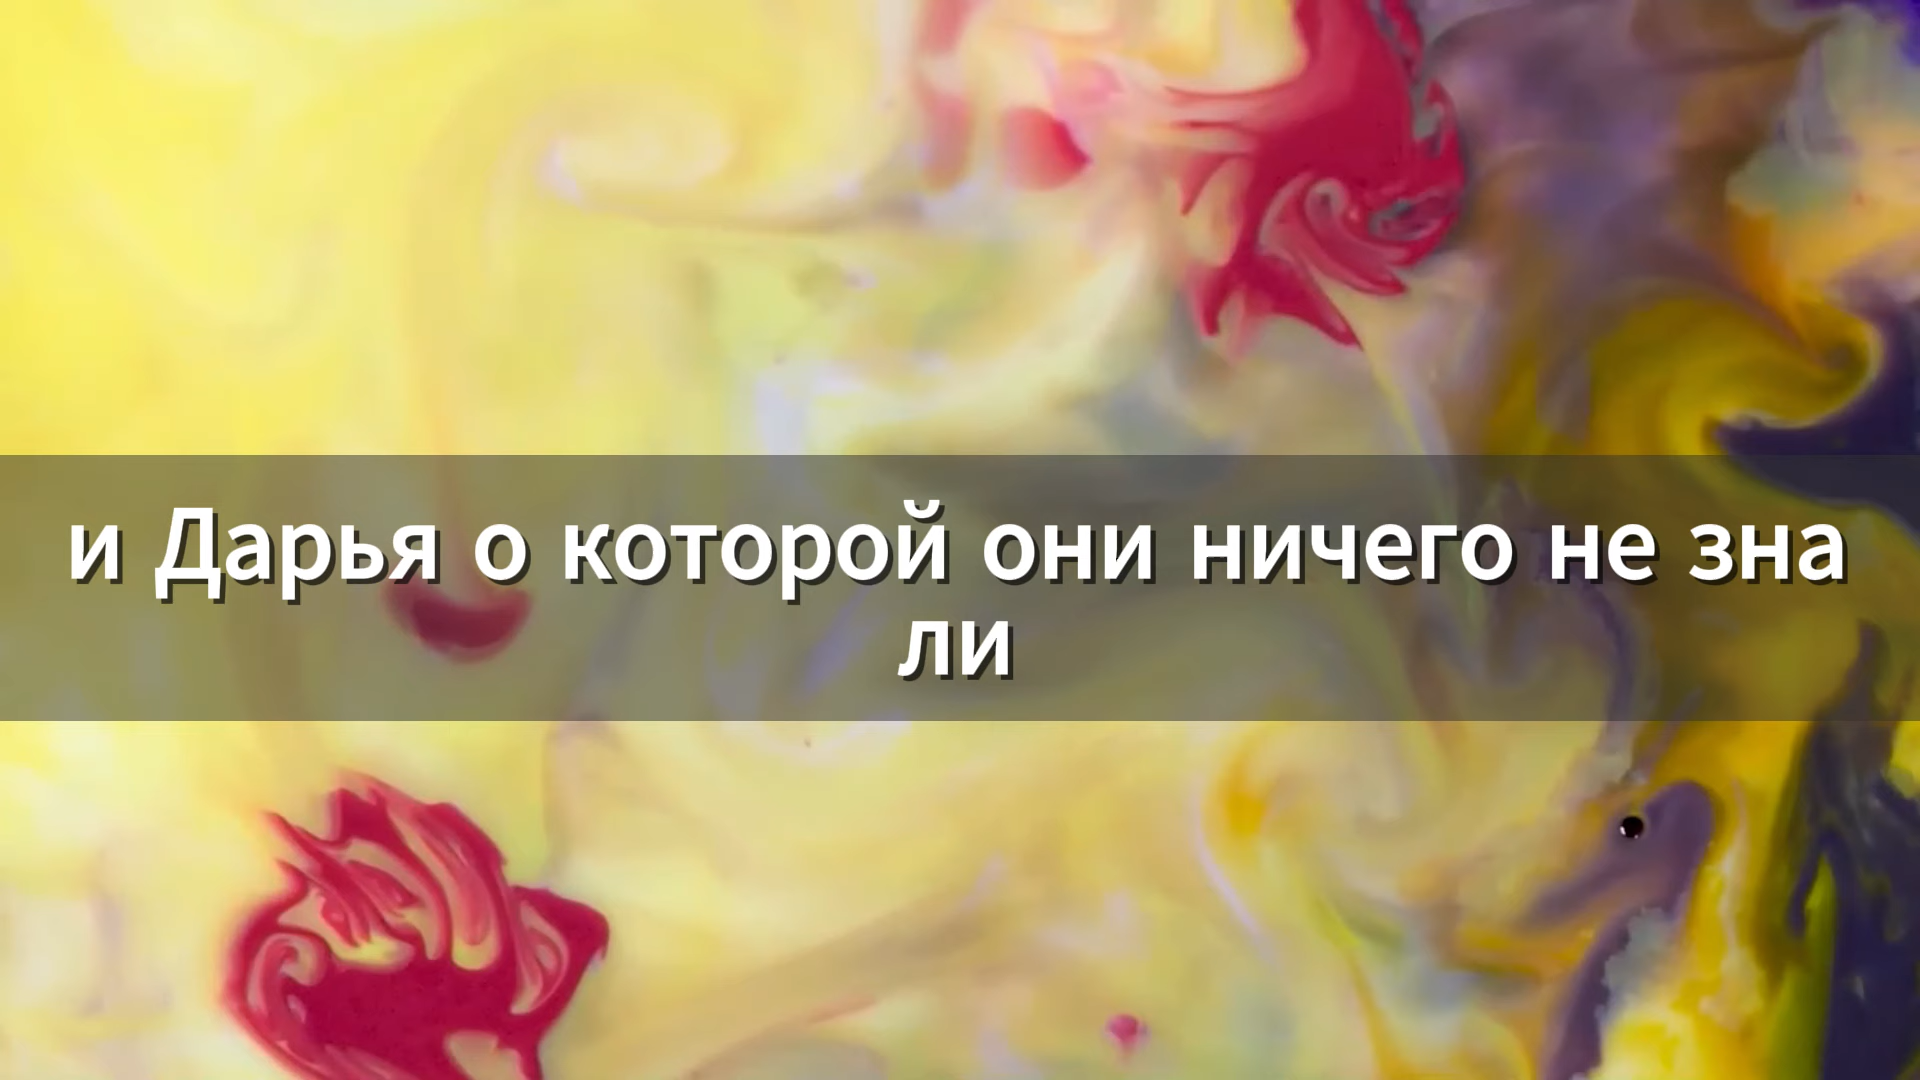 и Дарья о которой они ничего не зна
ли